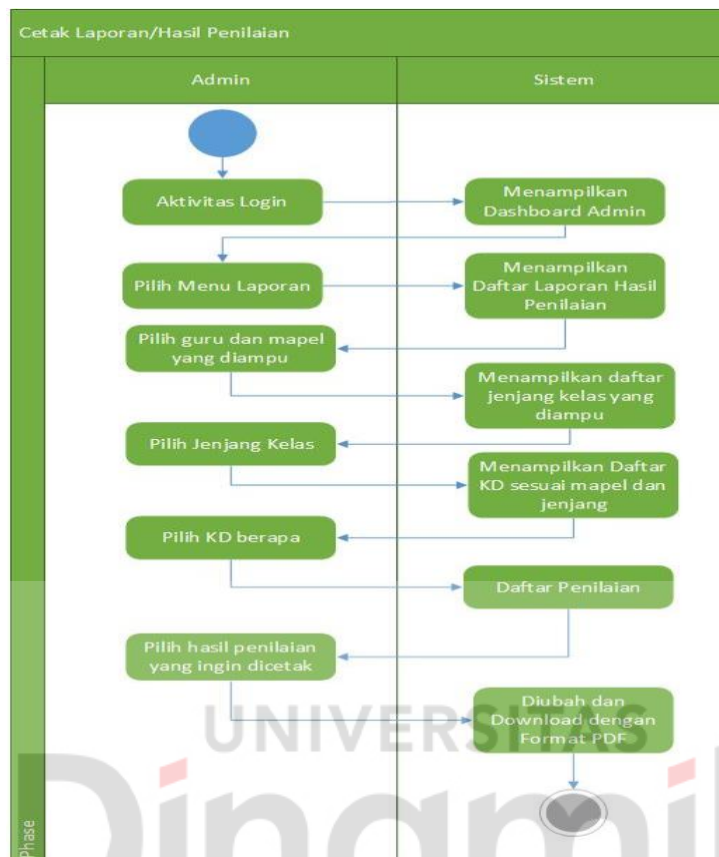 Cetak Laporan/Hasil Penilaian
Admin
Sistem
Aktivitas Login
Menampilkan
Dashboard Admin
Pilih Menu Laporan
Menampilkan
Daftar Laporan Hasil
Penilaian
Pilih guru dan mapel
yang diampu
Menampilkan daftar
jenjang kelas yang
diampu
Pilih Jenjang Kelas
Menampilkan Daftar
KD sesuai mapel dan
jenjang
Pilih KD berapa
Daftar Penilaian
Pilih hasil penilaian
yang ingin dicetak
Diubah dan
Download dengan
Format PDF
Phase
UNIVERSITAS